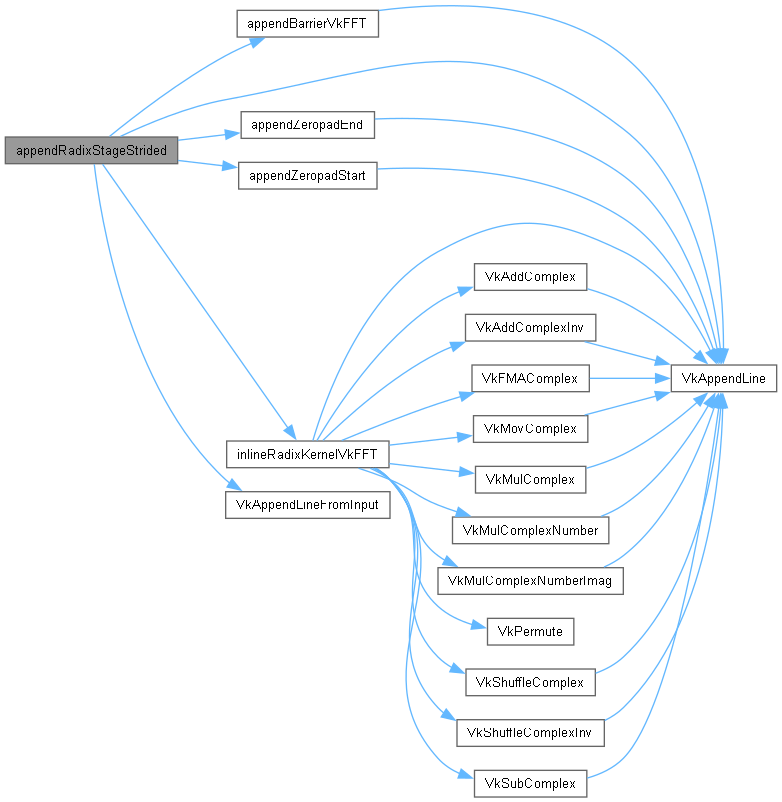 appendBarrierVkFFT
appendZeropadEnd
appendRadixStageStrided
appendZeropadStart
VkAddComplex
VkAddComplexInv
VkFMAComplex
VkAppendLine
VkMovComplex
inlineRadixKernelVkFFT
VkMulComplex
VkAppendLineFromInput
VkMulComplexNumber
VkMulComplexNumberImag
VkPermute
VkShuffleComplex
VkShuffleComplexInv
VkSubComplex